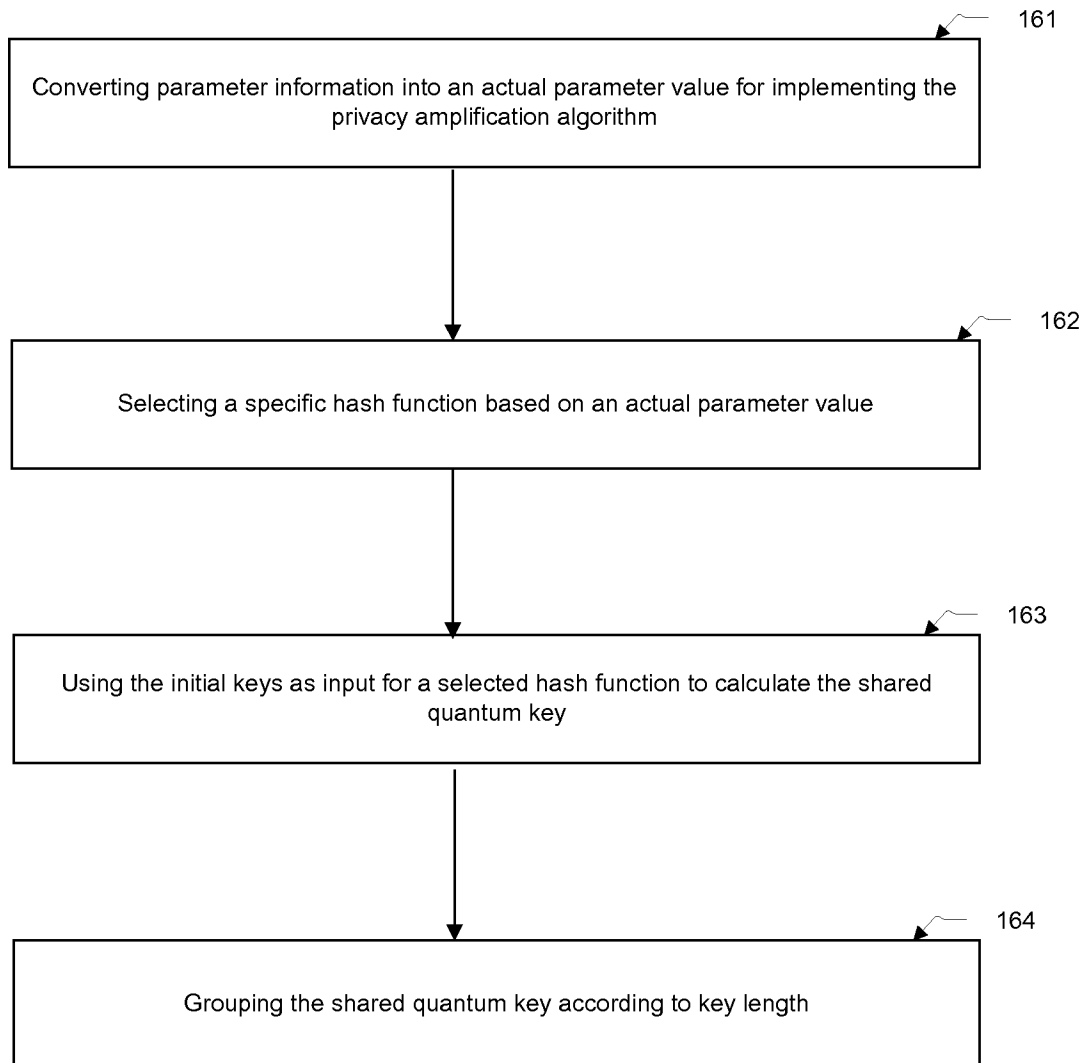 161
Converting parameter information into an actual parameter value for implementing the
privacy amplification algorithm
162
Selecting a specific hash function based on an actual parameter value
163
Using the initial keys as input for a selected hash function to calculate the shared
quantum key
164
Grouping the shared quantum key according to key length